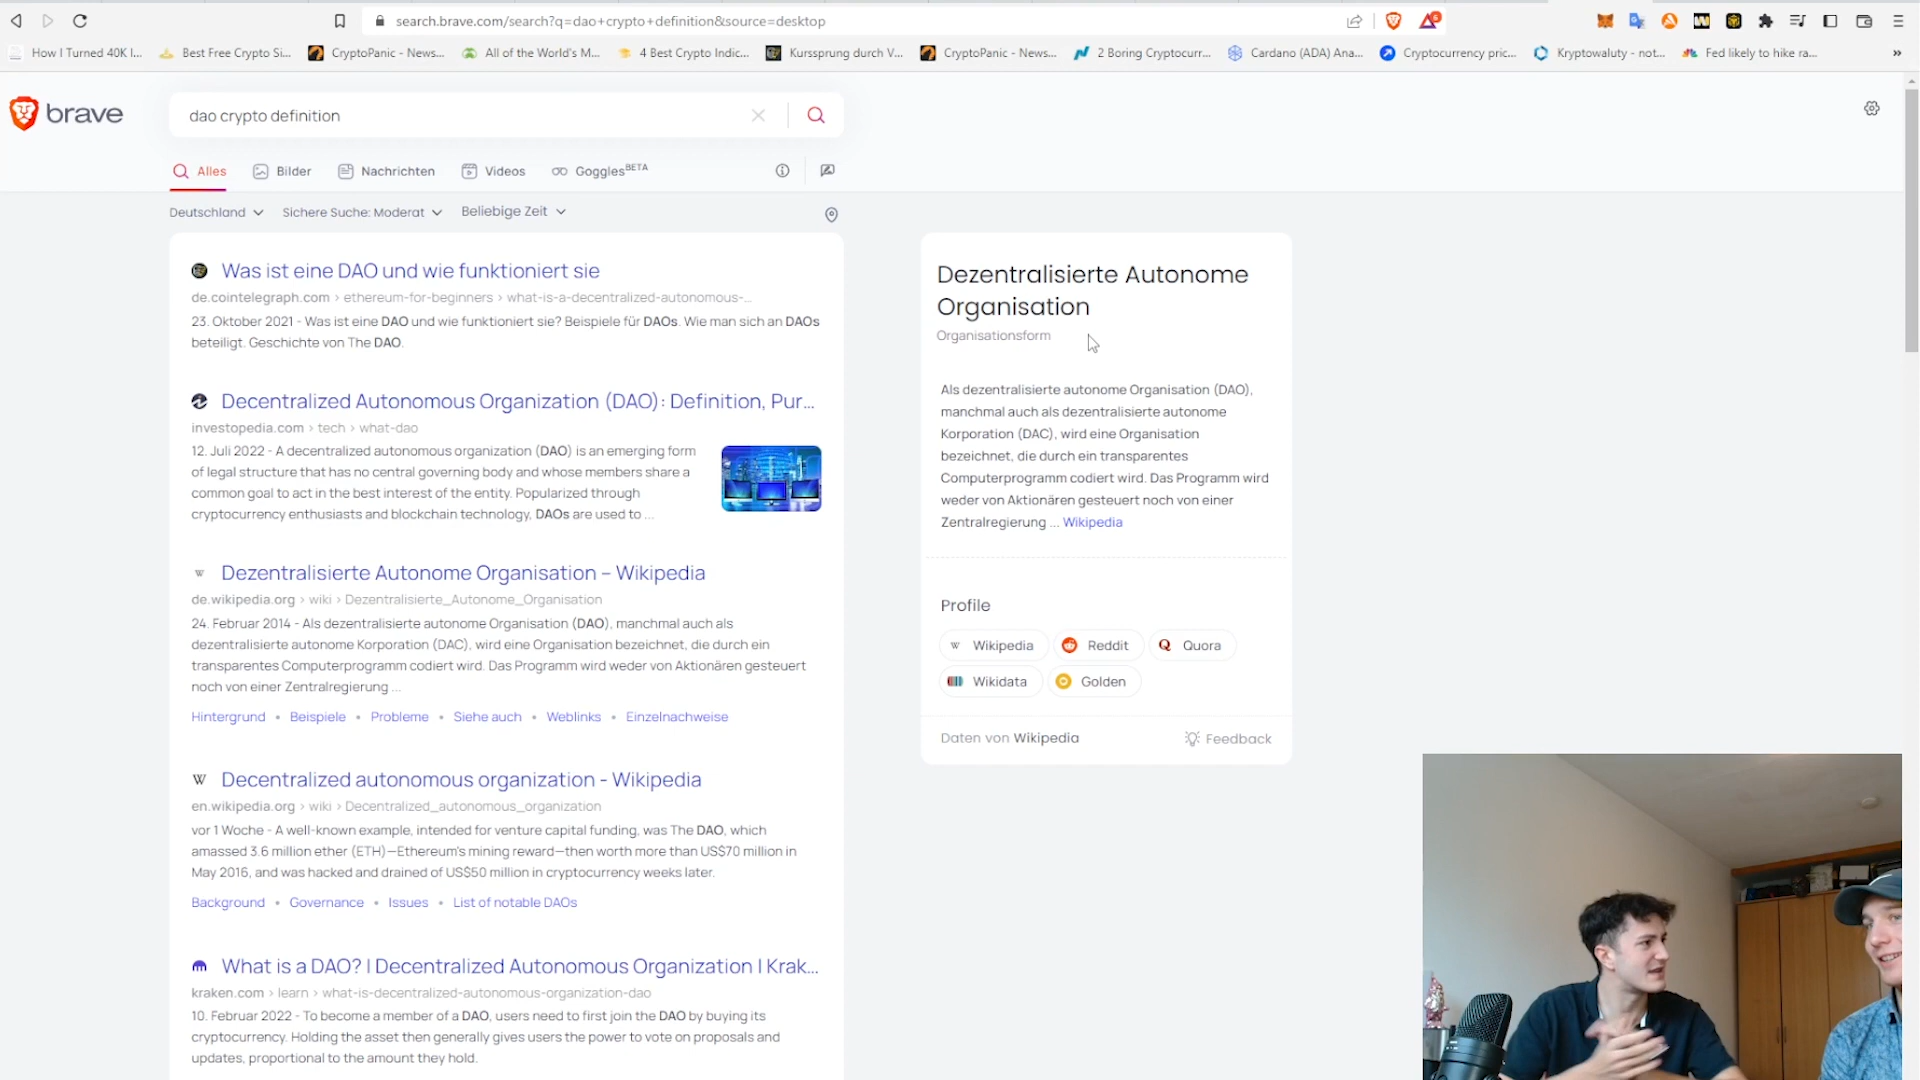 search.brave.com/search?q=dao+crypto+definition&source=desktop
6
How I Turned 40K I...
Best Free Crypto Si...
CryptoPanic - News...
All of the World's M...
4 Best Crypto Indic...
Kurssprung durch V...
CryptoPanic - News...
2 Boring Cryptocurr...
Cardano (ADA) Ana...
Cryptocurrency pric...
Kryptowaluty - not...
Fed likely to hike ra...
»
brave
dao crypto definition
Alles
Bilder
Nachrichten
Videos
Goggles BETA
Deutschland
Sichere Suche: Moderat
Beliebige Zeit
Was ist eine DAO und wie funktioniert sie
de.cointelegraph.com › ethereum-for-beginners › what-is-a-decentralized-autonomous-...
23. Oktober 2021 - Was ist eine DAO und wie funktioniert sie? Beispiele für DAOs. Wie man sich an DAOs
beteiligt. Geschichte von The DAO.
Decentralized Autonomous Organization (DAO): Definition, Pur...
investopedia.com › tech › what-dao
12. Juli 2022 - A decentralized autonomous organization (DAO) is an emerging form
of legal structure that has no central governing body and whose members share a
common goal to act in the best interest of the entity. Popularized through
cryptocurrency enthusiasts and blockchain technology, DAOs are used to ...
W
Dezentralisierte Autonome Organisation – Wikipedia
de.wikipedia.org › wiki › Dezentralisierte_Autonome_Organisation
24. Februar 2014 - Als dezentralisierte autonome Organisation (DAO), manchmal auch als
dezentralisierte autonome Korporation (DAC), wird eine Organisation bezeichnet, die durch ein
transparentes Computerprogramm codiert wird. Das Programm wird weder von Aktionären gesteuert
noch von einer Zentralregierung ...
Hintergrund • Beispiele • Probleme • Siehe auch • Weblinks • Einzelnachweise
W
Decentralized autonomous organization - Wikipedia
en.wikipedia.org › wiki › Decentralized_autonomous_organization
vor 1 Woche - A well-known example, intended for venture capital funding, was The DAO, which
amassed 3.6 million ether (ETH)—Ethereum's mining reward—then worth more than US$70 million in
May 2016, and was hacked and drained of US$50 million in cryptocurrency weeks later.
Background • Governance • Issues • List of notable DAOs
What is a DAO? | Decentralized Autonomous Organization | Krak...
kraken.com › learn › what-is-decentralized-autonomous-organization-dao
10. Februar 2022 - To become a member of a DAO, users need to first join the DAO by buying its
cryptocurrency. Holding the asset then generally gives users the power to vote on proposals and
updates, proportional to the amount they hold.
Dezentralisierte Autonome
Organisation
Organisationsform
Als dezentralisierte autonome Organisation (DAO),
manchmal auch als dezentralisierte autonome
Korporation (DAC), wird eine Organisation
bezeichnet, die durch ein transparentes
Computerprogramm codiert wird. Das Programm wird
weder von Aktionären gesteuert noch von einer
Zentralregierung ... Wikipedia
Profile
W Wikipedia
Reddit
Q Quora
Wikidata
Golden
Daten von Wikipedia
Feedback